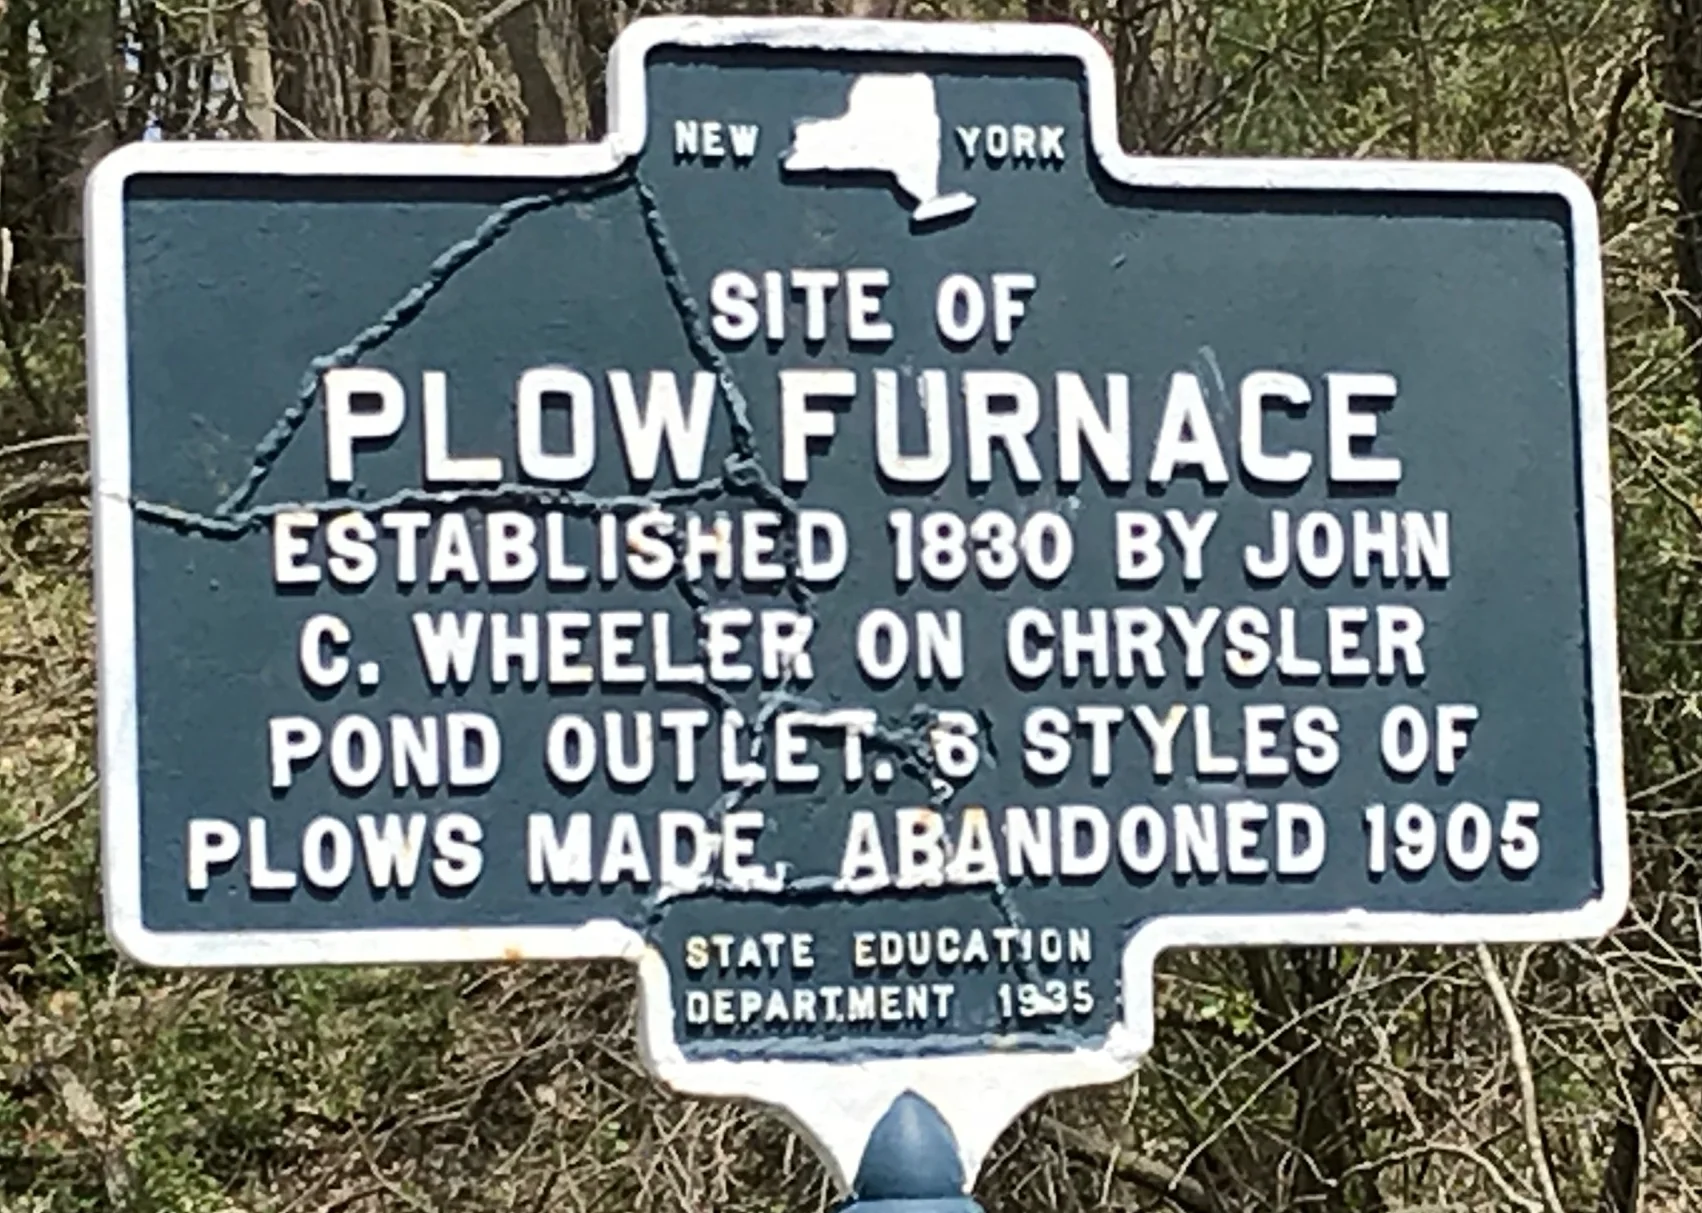 NEW YORK
SITE OF
PLOW FURNACE
ESTABLISHED 1830 BY JOHN
C. WHEELER ON CHRYSLER
POND OUTLET. 6 STYLES OF
PLOWS MADE. ABANDONED 1905
STATE EDUCATION
DEPARTMENT 1935